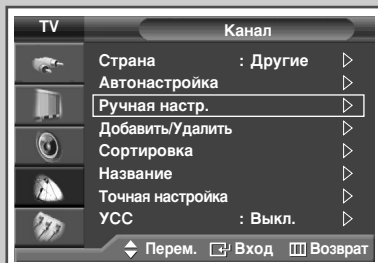 TV Канал
Страна : Другие
Автонастройка
Ручная настр.
Добавить/Удалить
Сортировка
Название
Точная настройка
УСС : Выкл.
Перем. Вход Возврат